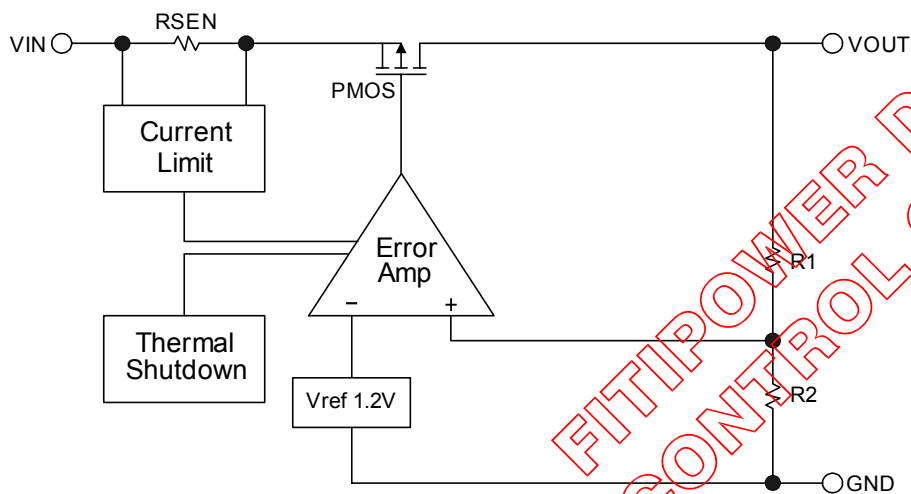 RSEN
VIN
VOUT
PMOS
Current
Limit
Error
Amp
R1
Thermal
Shutdown
-
+
Vref 1.2V
R2
GND
FITIPOWER
CONTROL